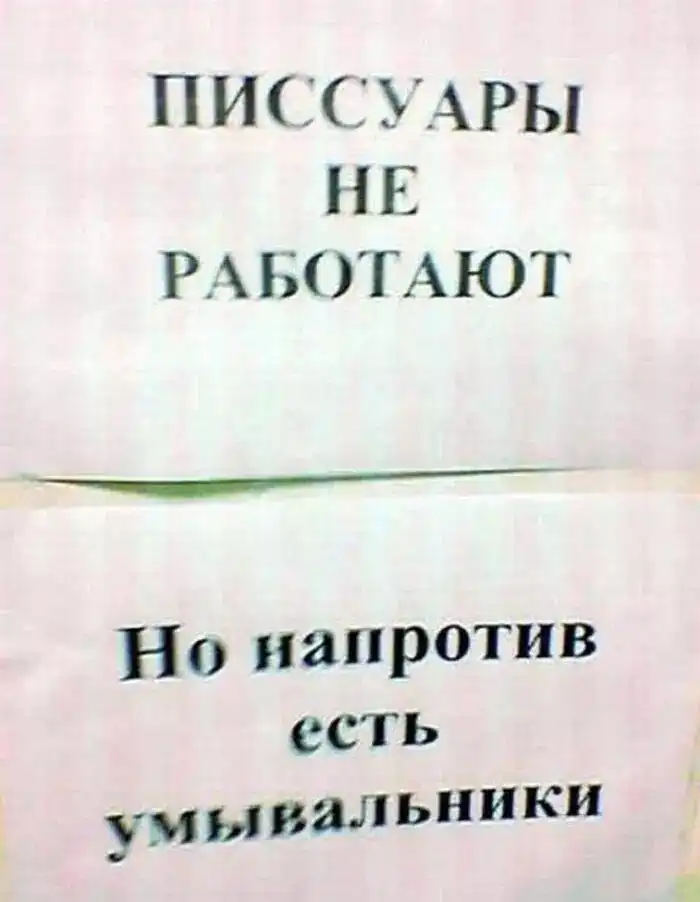 ПИССУАРЫ
НЕ
РАБОТАЮТ
Но напротив
есть
умывальники